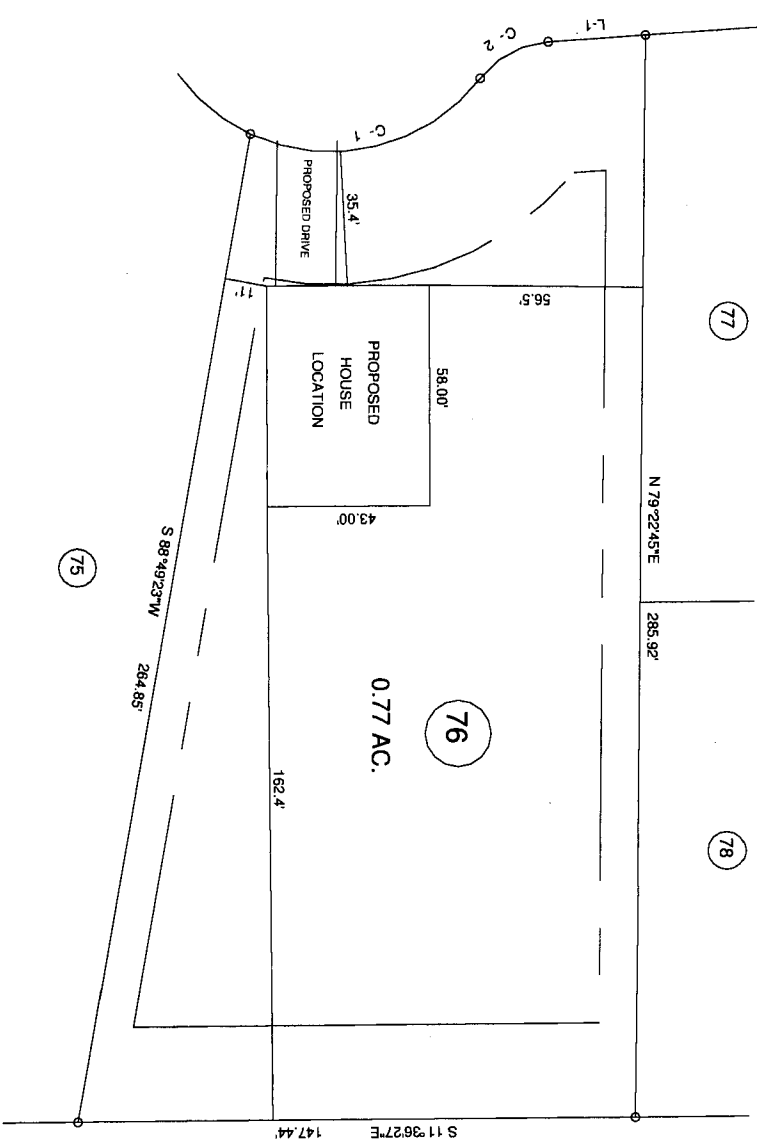 L-1
C- 2
C- 1
PROPOSED DRIVE
35.4'
11'
56.5'
77
PROPOSED
HOUSE
LOCATION
58.00'
43.00'
N 79°22'45"E
285.92'
S 88°49'23"W
264.85'
75
76
0.77 AC.
162.4'
78
S 11°36'27"E
147.44'